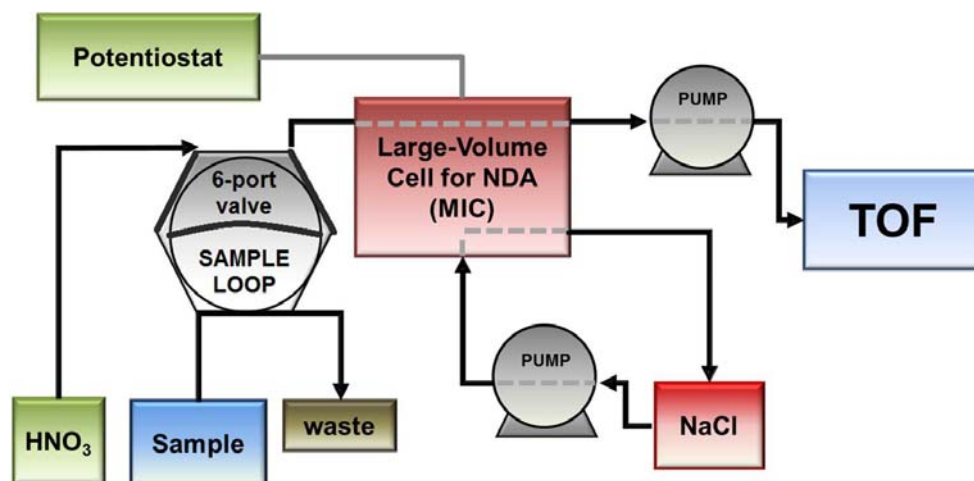 Potentiostat
PUMP
6-port
valve
SAMPLE
LOOP
Large-Volume
Cell for NDA
(MIC)
TOF
PUMP
HNO₃
Sample
waste
NaCl